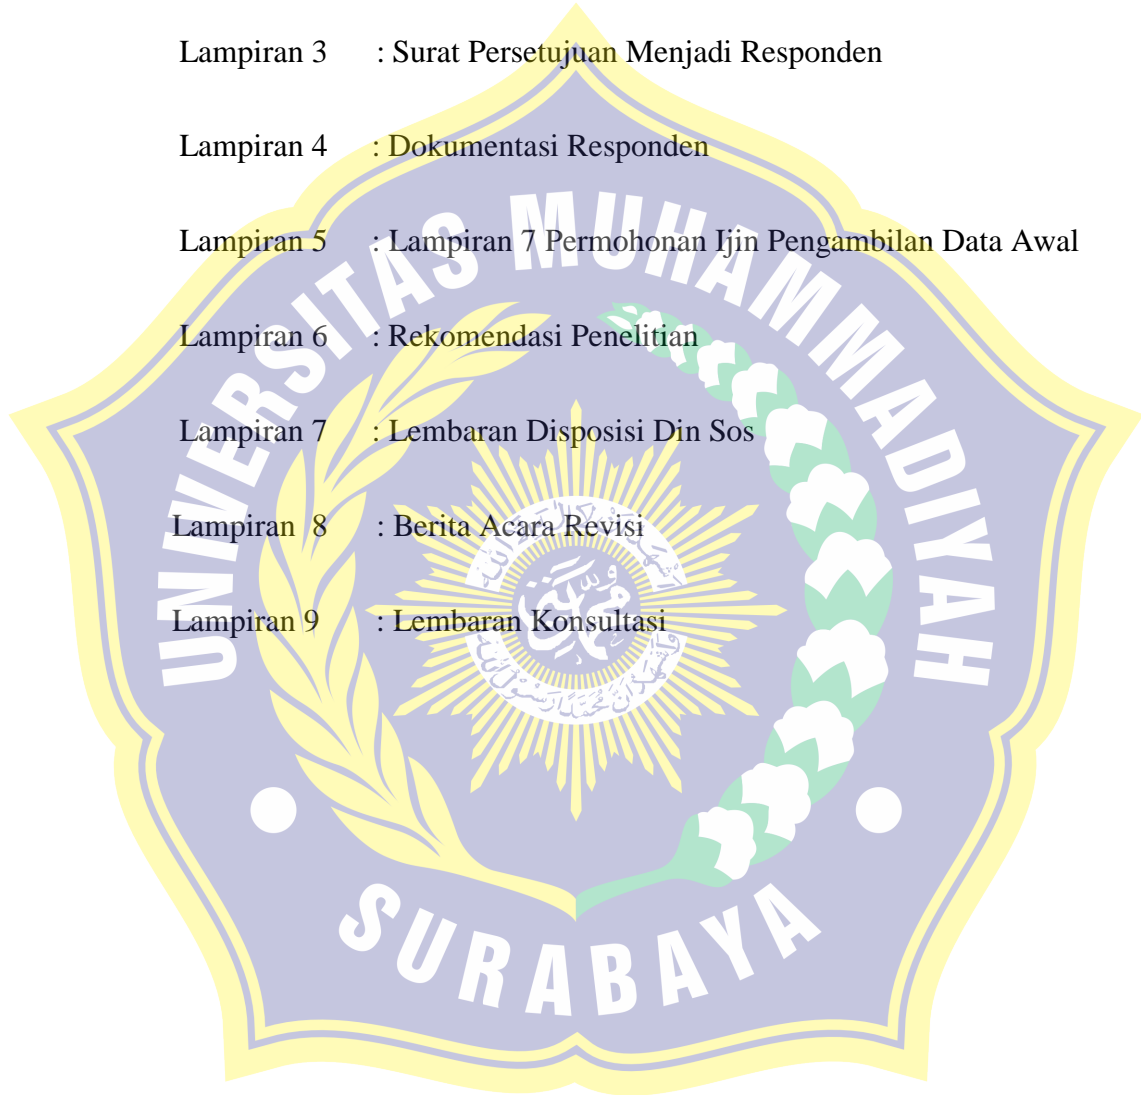 Lampiran 3 : Surat Persetujuan Menjadi Responden
Lampiran 4 : Dokumentasi Responden
Lampiran 5 : Lampiran 7 Permohonan Ijin Pengambilan Data Awal
Lampiran 6 : Rekomendasi Penelitian
Lampiran 7 : Lembaran Disposisi Din Sos
Lampiran 8 : Berita Acara Revisi
Lampiran 9 : Lembaran Konsultasi
UNIVERSITAS MUHAMMADIYAH
SURABAYA